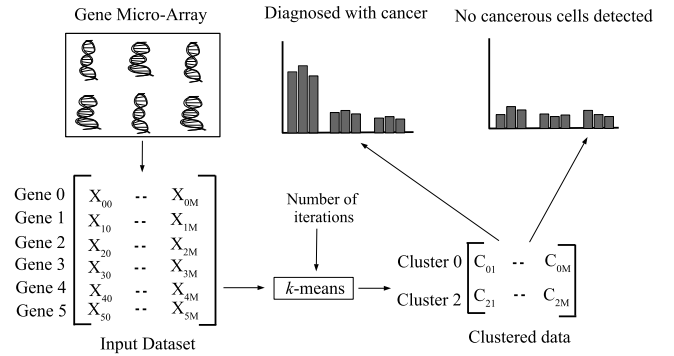 Gene Micro-Array
Diagnosed with cancer
No cancerous cells detected
Gene 0 X00 -- X0M
Gene 1 X10 -- X1M
Gene 2 X20 -- X2M
Gene 3 X30 -- X3M
Gene 4 X40 -- X4M
Gene 5 X50 -- X5M
Input Dataset
Number of
iterations
k-means
Cluster 0 C01 -- C0M
Cluster 2 C21 -- C2M
Clustered data